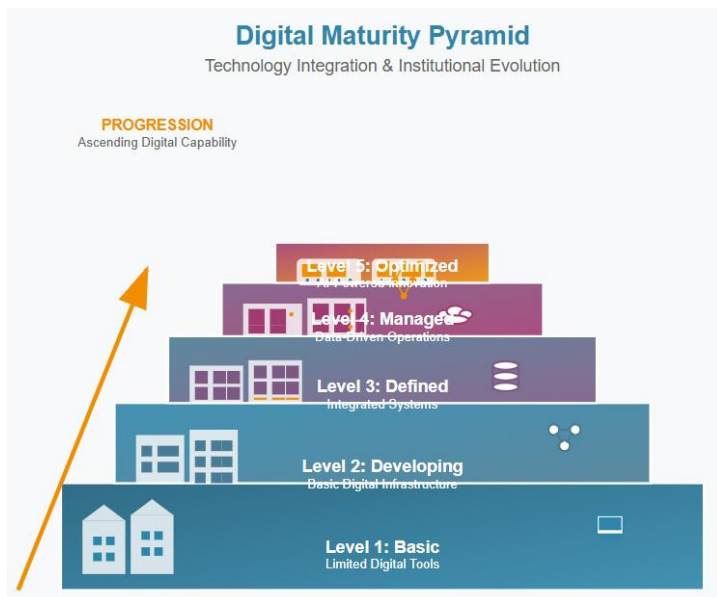 Digital Maturity Pyramid
Technology Integration & Institutional Evolution
PROGRESSION
Ascending Digital Capability
Level 5: Optimized
AI-Powered Innovation
Level 4: Managed
Data-Driven Operations
Level 3: Defined
Integrated Systems
Level 2: Developing
Basic Digital Infrastructure
Level 1: Basic
Limited Digital Tools